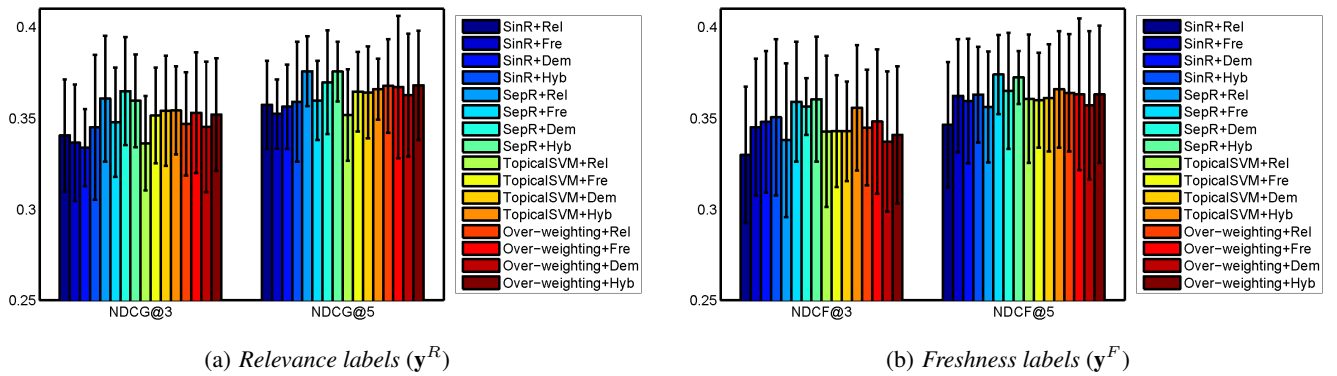 0.4
0.35
0.3
0.25
NDCG@3
NDCG@5
SinR+Rel
SinR+Fre
SinR+Dem
SinR+Hyb
SepR+Rel
SepR+Fre
SepR+Dem
SepR+Hyb
TopicalSVM+Rel
TopicalSVM+Fre
TopicalSVM+Dem
TopicalSVM+Hyb
Over-weighting+Rel
Over-weighting+Fre
Over-weighting+Dem
Over-weighting+Hyb
(a) Relevance labels (y^R)
0.4
0.35
0.3
0.25
NDCF@3
NDCF@5
SinR+Rel
SinR+Fre
SinR+Dem
SinR+Hyb
SepR+Rel
SepR+Fre
SepR+Dem
SepR+Hyb
TopicalSVM+Rel
TopicalSVM+Fre
TopicalSVM+Dem
TopicalSVM+Hyb
Over-weighting+Rel
Over-weighting+Fre
Over-weighting+Dem
Over-weighting+Hyb
(b) Freshness labels (y^F)